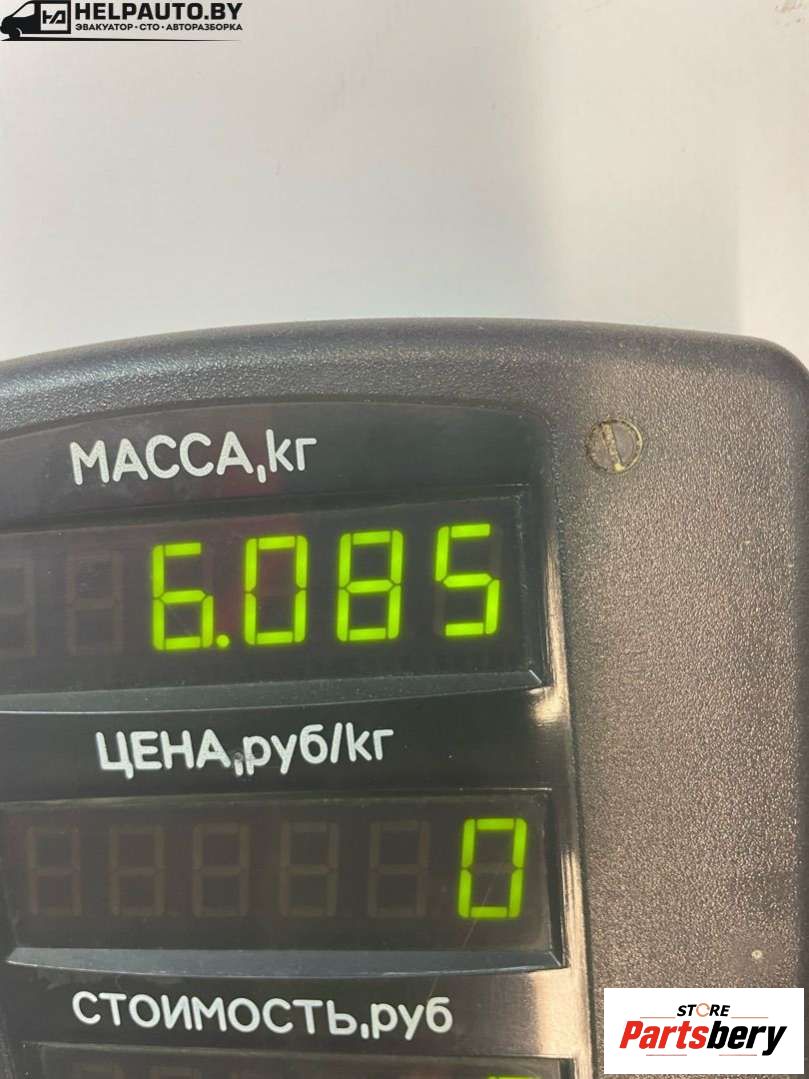 HELPAUTO.BY
ЭВАКУАТОР•СТО•АВТОРАЗБОРКА
МАССА,кг
6.085
ЦЕНА,руб/кг
0
СТОИМОСТЬ,руб
STORE
Partsbery